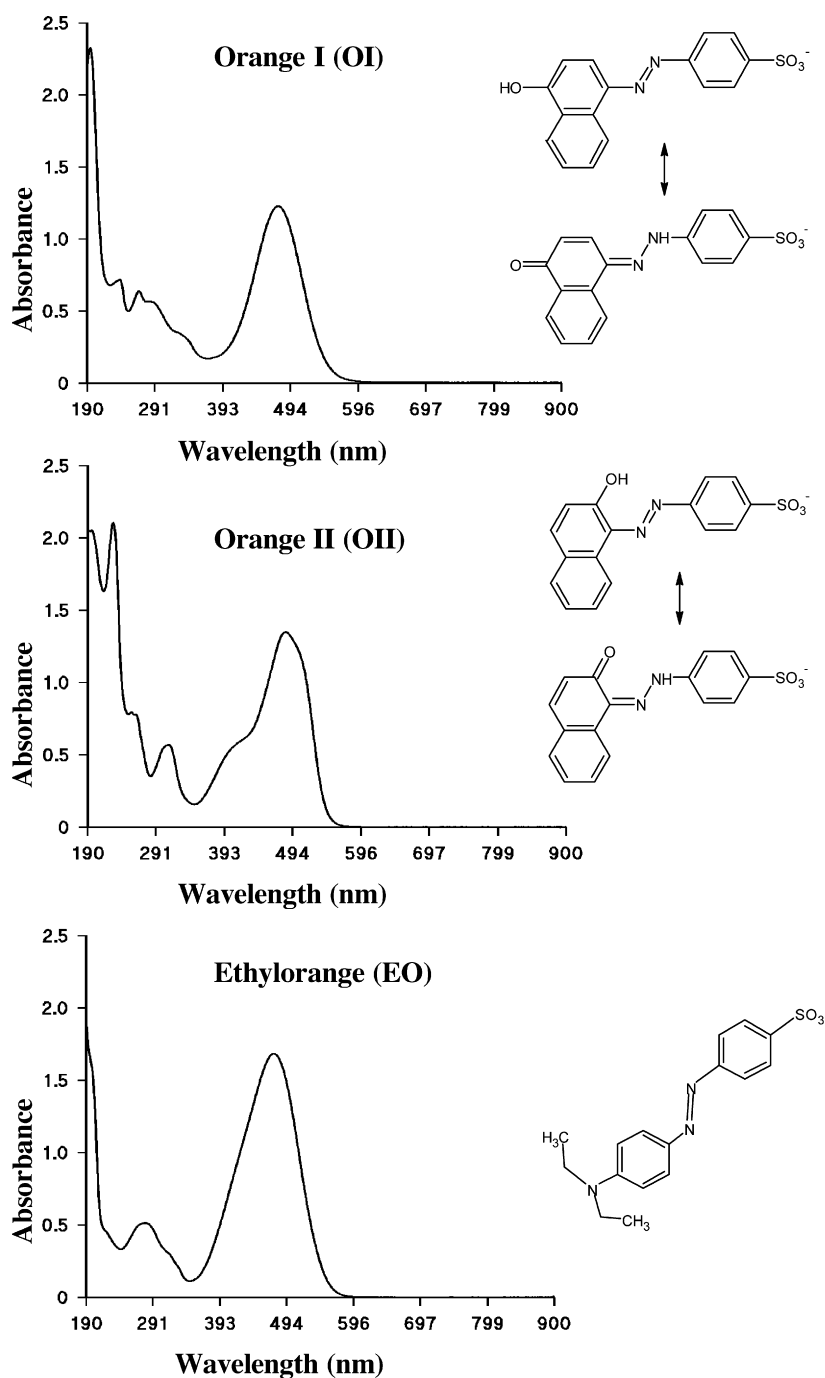 Orange I (OI)
Absorbance
2.5
2.0
1.5
1.0
0.5
0
190 291 393 494 596 697 799 900
Wavelength (nm)
HO
N
N
SO3-
O
N
NH
SO3-
Orange II (OII)
Absorbance
2.5
2.0
1.5
1.0
0.5
0
190 291 393 494 596 697 799 900
Wavelength (nm)
OH
N
N
SO3-
O
N
NH
SO3-
Ethylorange (EO)
Absorbance
2.5
2.0
1.5
1.0
0.5
0
190 291 393 494 596 697 799 900
Wavelength (nm)
SO3
N
N
H3C
N
CH3